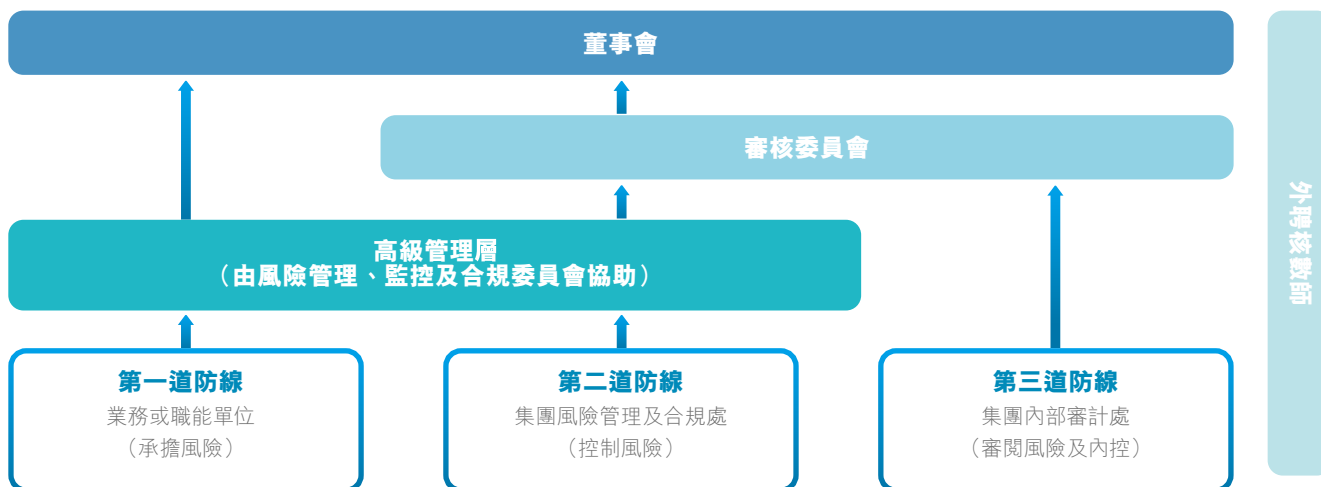 董事會
審核委員會
高級管理層
（由風險管理、監控及合規委員會協助）
第一道防線
業務或職能單位
（承擔風險）
第二道防線
集團風險管理及合規處
（控制風險）
第三道防線
集團內部審計處
（審閱風險及內控）
外聘核數師